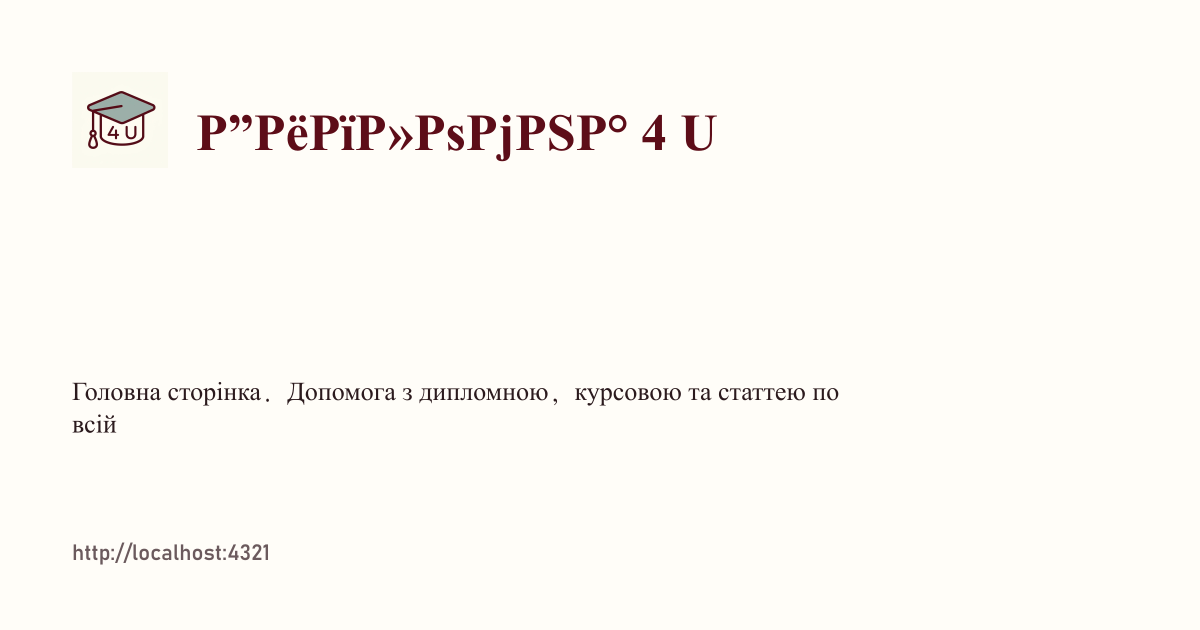 4 U
Р”РёРїР»РѕРјРЅР° 4 U
Головна сторінка. Допомога з дипломною, курсовою та статтею по
всій
http://localhost:4321